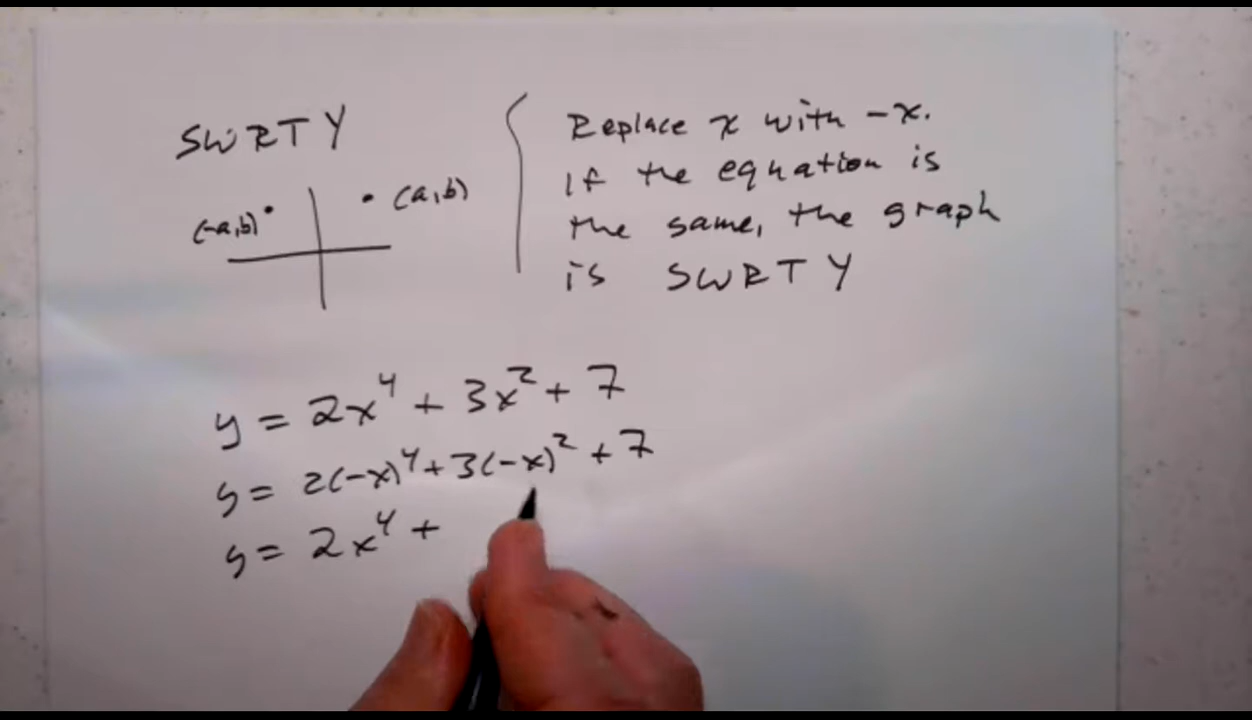 SWRTY
(-a,b) (a,b)
Replace x with -x.
If the equation is
the same, the graph
is SWRTY
y = 2x⁴ + 3x² + 7
y = 2(-x)⁴ + 3(-x)² + 7
y = 2x⁴ +